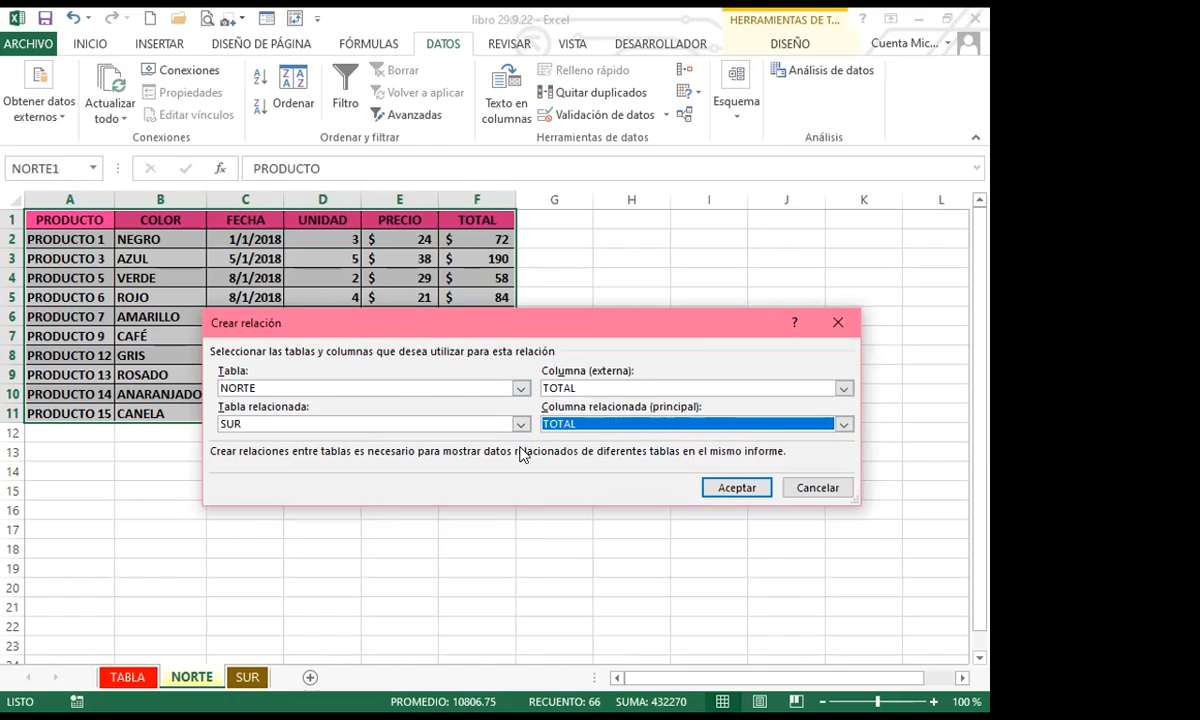 libro 29.9.22 - Excel
HERRAMIENTAS DE T...
?
ARCHIVO INICIO INSERTAR DISEÑO DE PÁGINA FÓRMULAS DATOS REVISAR VISTA DESARROLLADOR DISEÑO Cuenta Mic...
Obtener datos externos
Actualizar todo
Conexiones
Propiedades
Editar vínculos
Conexiones
Ordenar
Filtro
Borrar
Volver a aplicar
Avanzadas
Ordenar y filtrar
Texto en columnas
Relleno rápido
Quitar duplicados
Validación de datos
Herramientas de datos
Esquema
Análisis de datos
Análisis
NORTE1 fx PRODUCTO
A B C D E F G H I J K L
1 PRODUCTO COLOR FECHA UNIDAD PRECIO TOTAL
2 PRODUCTO 1 NEGRO 1/1/2018 3 $ 24 $ 72
3 PRODUCTO 3 AZUL 5/1/2018 5 $ 38 $ 190
4 PRODUCTO 5 VERDE 8/1/2018 2 $ 29 $ 58
5 PRODUCTO 6 ROJO 8/1/2018 4 $ 21 $ 84
6 PRODUCTO 7 AMARILLO
7 PRODUCTO 9 CAFÉ
8 PRODUCTO 12 GRIS
9 PRODUCTO 13 ROSADO
10 PRODUCTO 14 ANARANJADO
11 PRODUCTO 15 CANELA
12
13
14
15
16
17
18
19
20
21
22
23
Crear relación ?
Seleccionar las tablas y columnas que desea utilizar para esta relación
Tabla: Columna (externa):
NORTE TOTAL
Tabla relacionada: Columna relacionada (principal):
SUR TOTAL
Crear relaciones entre tablas es necesario para mostrar datos relacionados de diferentes tablas en el mismo informe.
Aceptar Cancelar
TABLA NORTE SUR
LISTO PROMEDIO: 10806.75 RECUENTO: 66 SUMA: 432270 100 %